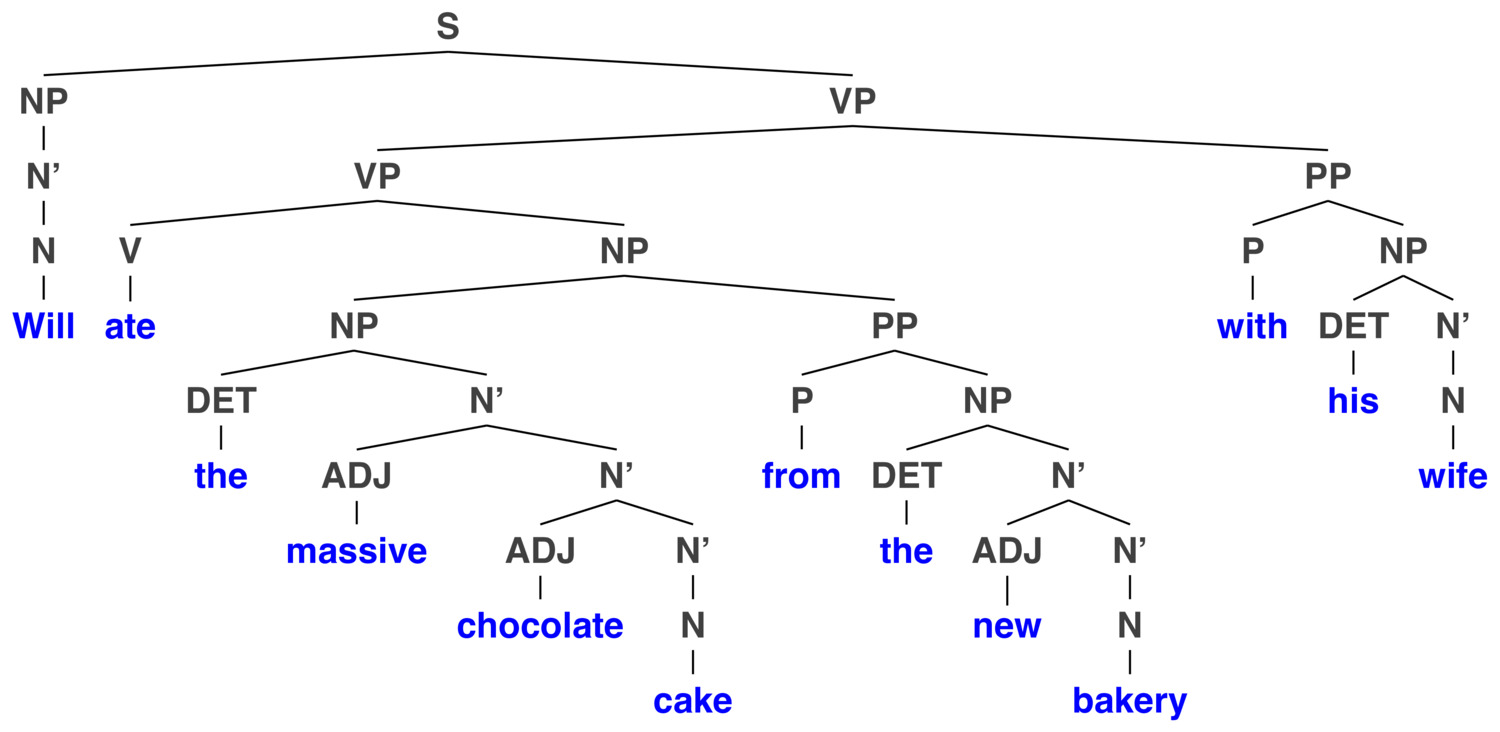 S
NP VP
N’ VP PP
N V NP P NP
Will ate NP PP with DET N’
DET N’ P NP his N
the ADJ N’ from DET N’ wife
massive ADJ N’ the ADJ N’
chocolate N new N
cake bakery